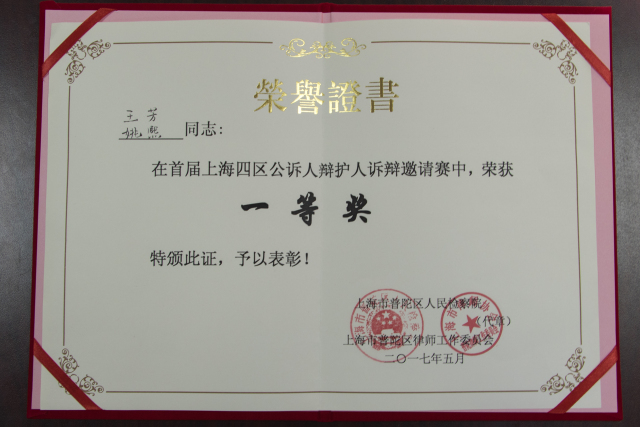 榮譽證書
王芳
姚熙 同志:
在首届上海四区公诉人辩护人诉辩邀请赛中,荣获
一等奖
特颁此证,予以表彰!
上海市普陀区人民检察院
(代章)
上海市普陀区律师工作委员会
二〇一七年五月